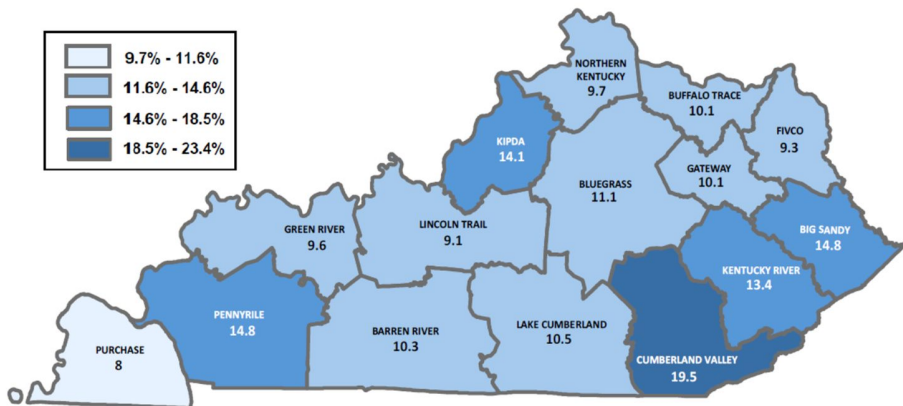 9.7% - 11.6%
11.6% - 14.6%
14.6% - 18.5%
18.5% - 23.4%
NORTHERN
KENTUCKY
9.7
BUFFALO TRACE
10.1
FIVCO
9.3
KIPDA
14.1
GATEWAY
10.1
BLUEGRASS
11.1
GREEN RIVER
9.6
LINCOLN TRAIL
9.1
BIG SANDY
14.8
KENTUCKY RIVER
13.4
PENNYRILE
14.8
BARREN RIVER
10.3
LAKE CUMBERLAND
10.5
PURCHASE
8
CUMBERLAND VALLEY
19.5